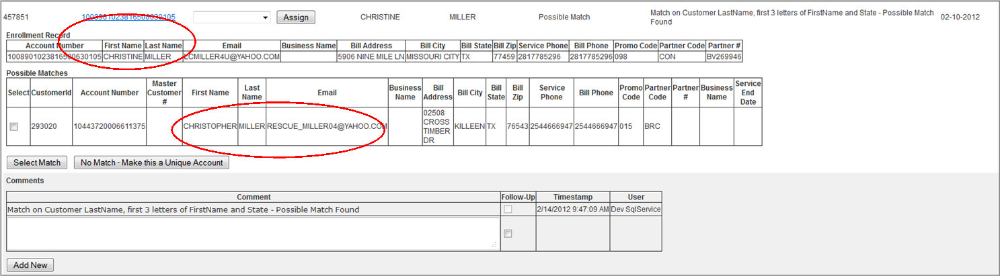 457851 1008901023816500630105 Assign CHRISTINE MILLER Possible Match Match on Customer LastName, first 3 letters of FirstName and State - Possible Match
Found 02-10-2012
Enrollment Record
Account Number First Name Last Name Email Business Name Bill Address Bill City Bill State Bill Zip Service Phone Bill Phone Promo Code Partner Code Partner #
1008901023816500630105 CHRISTINE MILLER LCMILLER4U@YAHOO.COM 5906 NINE MILE LN MISSOURI CITY TX 77459 2817785296 2817785296 098 CON BV269946
Possible Matches
Select CustomerId Account Number Master
Customer
# First Name Last
Name Email Business
Name Bill
Address Bill City Bill
State Bill
Zip Service
Phone Bill Phone Promo
Code Partner
Code Partner
# Business
Name Service
End
Date
293020 10443720006611375 CHRISTOPHER MILLER RESCUE_MILLER04@YAHOO.COM 02508
CROSS
TIMBER
DR KILLEEN TX 76543 2544666947 2544666947 015 BRC
Select Match No Match - Make this a Unique Account
Comments
Comment Follow-Up Timestamp User
Match on Customer LastName, first 3 letters of FirstName and State - Possible Match Found 2/14/2012 9:47:09 AM Dev SqlService
Add New